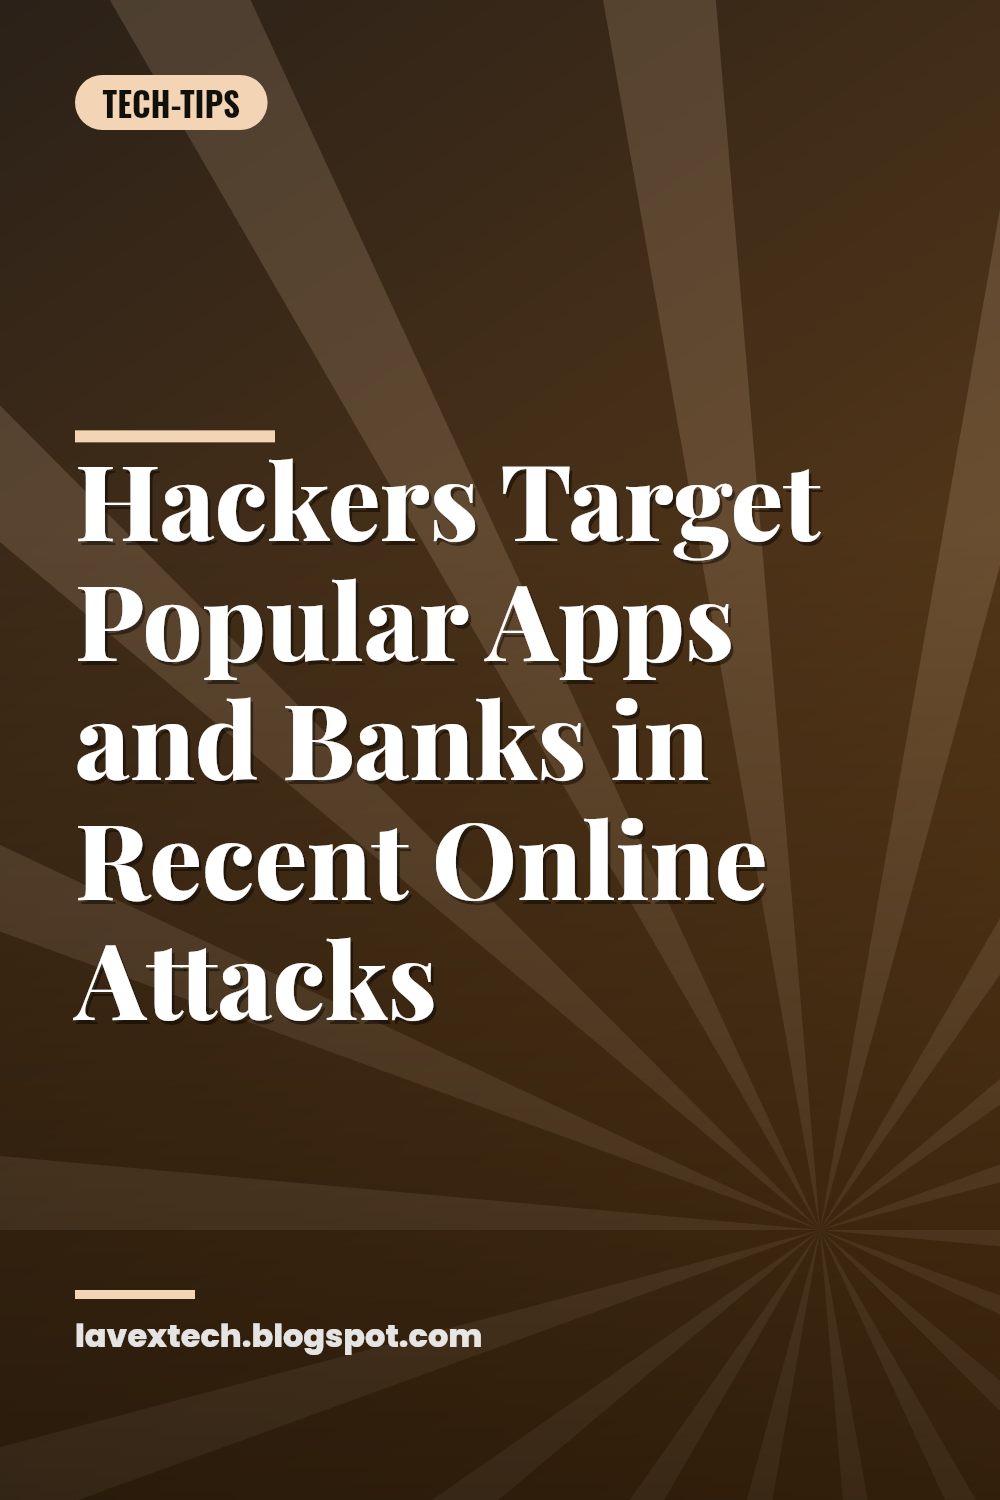 TECH-TIPS
Hackers Target
Popular Apps
and Banks in
Recent Online
Attacks
lavextech.blogspot.com